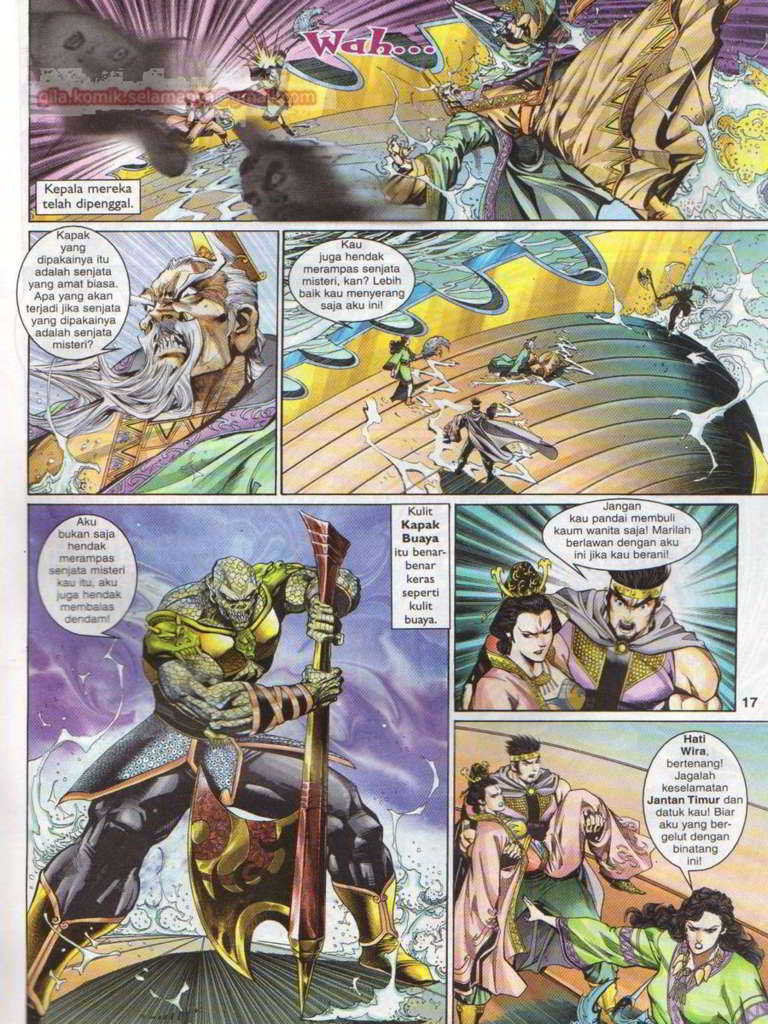 Wah...
Kepala mereka
telah dipenggal.
Kapak
yang
dipakainya itu
adalah senjata
yang amat biasa.
Apa yang akan
terjadi jika senjata
yang dipakainya
adalah senjata
misteri?
Kau
juga hendak
merampas senjata
misteri, kan? Lebih
baik kau menyerang
saja aku ini!
Aku
bukan saja
hendak
merampas
senjata misteri
kau itu, aku
juga hendak
membalas
dendam!
Kulit
Kapak
Buaya
itu benar-
benar
keras
seperti
kulit
buaya.
Jangan
kau pandai membuli
kaum wanita saja! Marilah
berlawan dengan aku
ini jika kau berani!
17
Hati
Wira,
bertenang!
Jagalah
keselamatan
Jantan Timur dan
datuk kau! Biar
aku yang ber-
gelut dengan
binatang
ini!